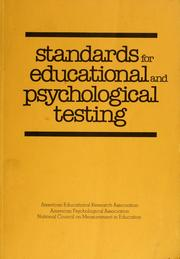 standards for
educational and
psychological
testing
American Educational Research Association
American Psychological Association
National Council on Measurement in Education